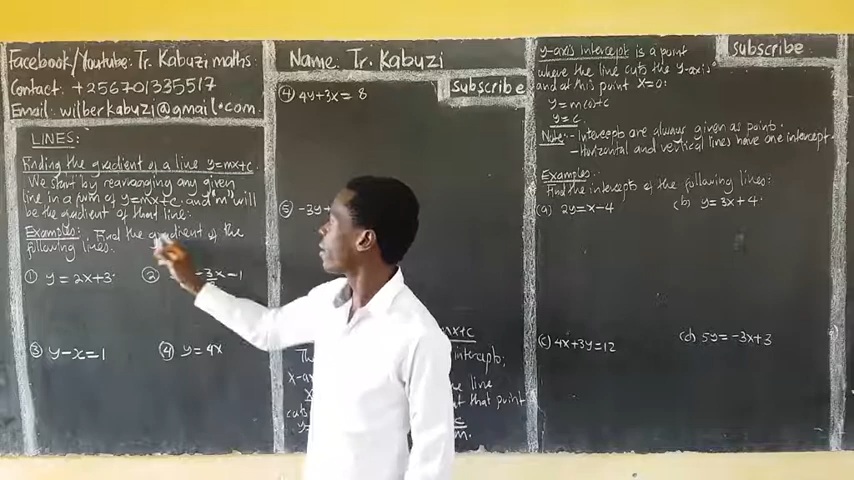 Facebook/Youtube: Tr. Kabuzi maths
Contact: +256701335517
Email: wilberkabuzi@gmail.com
LINES:
Finding the gradient of a line y=mx+c.
We start by rearranging any given
line in a form of y=mx+c and "m" will
be the gradient of that line.
Examples: Find the gradient of the
following lines.
① y = 2x+3.
② -3x-1
③ y-x=1
④ y= 4x
Name: Tr. Kabuzi
subscribe
④ 4y+3x= 8
⑤ -3y
mx+c
intercepts;
x-a
line
cuts
that point
y-axis intercept is a point
where the line cuts the y-axis
and at this point x=0.
y= m(0)+c
y= c.
Note:- Intercepts are always given as points.
- Horizontal and vertical lines have one intercept.
subscribe
Examples:
Find the intercepts of the following lines:
(a) 2y=x-4
(b) y= 3x+4.
(c) 4x+3y=12
(d) 5y= -3x+3